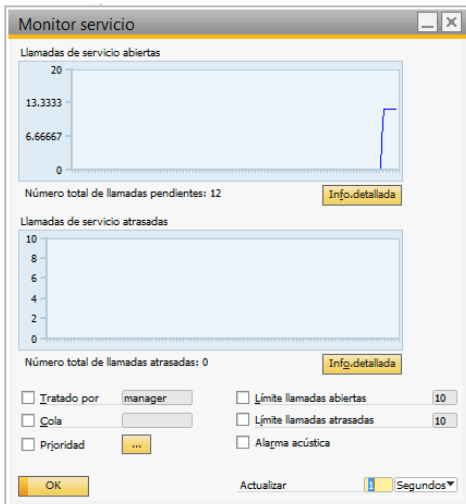 Monitor servicio
Llamadas de servicio abiertas
20
13.3333
6.66667
0
Número total de llamadas pendientes: 12 Info.detallada
Llamadas de servicio atrasadas
10
8
6
4
2
0
Número total de llamadas atrasadas: 0 Info.detallada
Tratado por manager Límite llamadas abiertas 10
Cola Límite llamadas atrasadas 10
Prioridad ... Alarma acústica
OK Actualizar 1 Segundos